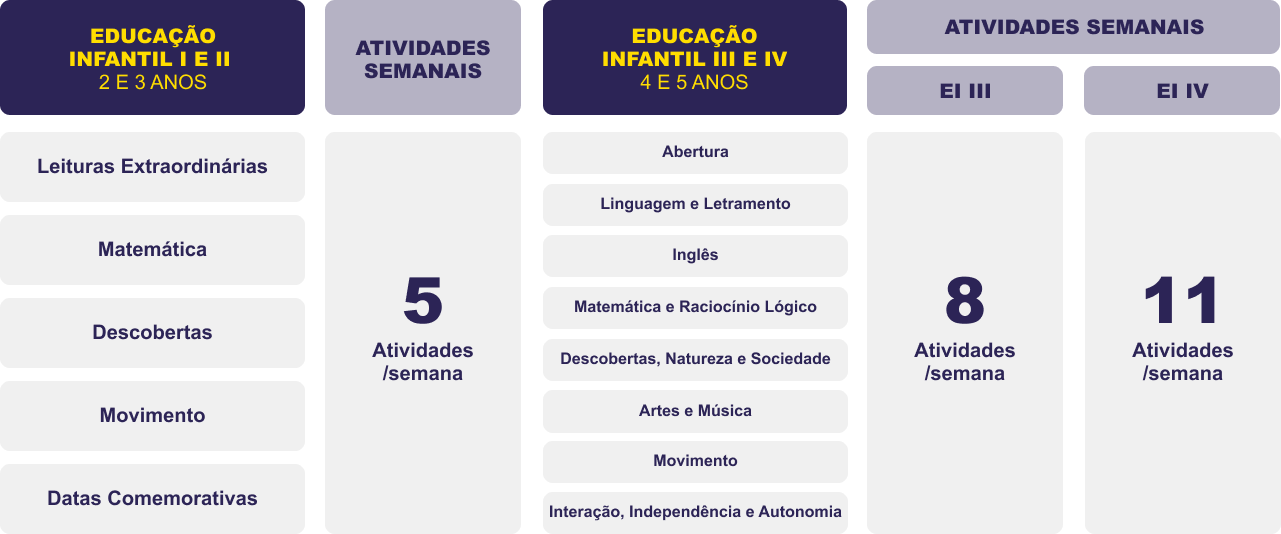 EDUCAÇÃO
INFANTIL I E II
2 E 3 ANOS
Leituras Extraordinárias
Matemática
Descobertas
Movimento
Datas Comemorativas
ATIVIDADES
SEMANAIS
5
Atividades
/semana
EDUCAÇÃO
INFANTIL III E IV
4 E 5 ANOS
Abertura
Linguagem e Letramento
Inglês
Matemática e Raciocínio Lógico
Descobertas, Natureza e Sociedade
Artes e Música
Movimento
Interação, Independência e Autonomia
ATIVIDADES SEMANAIS
EI III
8
Atividades
/semana
EI IV
11
Atividades
/semana